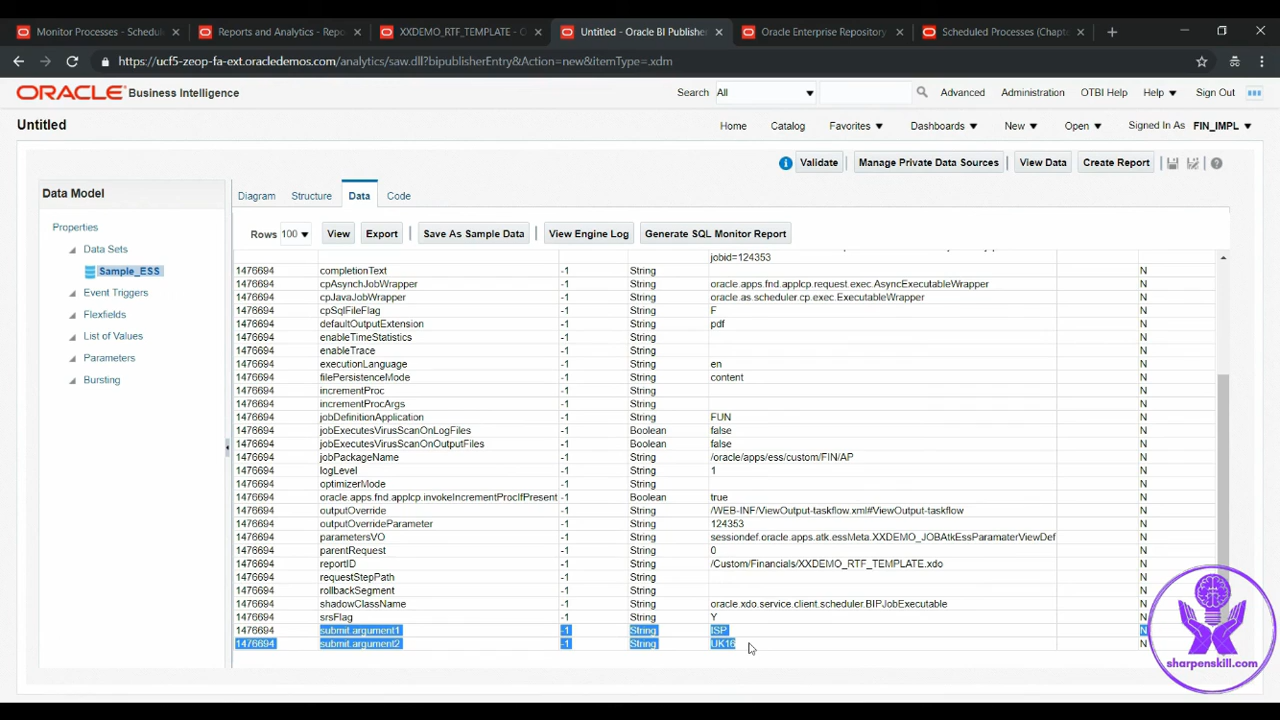 Monitor Processes - Schedul
Reports and Analytics - Repo
XXDEMO_RTF_TEMPLATE - O
Untitled - Oracle BI Publisher
Oracle Enterprise Repository
Scheduled Processes (Chapte
https://ucf5-zeop-fa-ext.oracledemos.com/analytics/saw.dll?bipublisherEntry&Action=new&itemType=.xdm
ORACLE Business Intelligence
Search All
Advanced Administration OTBI Help Help Sign Out
Untitled
Home Catalog Favorites Dashboards New Open Signed In As FIN_IMPL
Validate Manage Private Data Sources View Data Create Report
Data Model
Diagram Structure Data Code
Properties
Data Sets
Sample_ESS
Event Triggers
Flexfields
List of Values
Parameters
Bursting
Rows 100 View Export Save As Sample Data View Engine Log Generate SQL Monitor Report
jobid=124353
1476694 completionText -1 String N
1476694 cpAsynchJobWrapper -1 String oracle.apps.fnd.applcp.request.exec.AsyncExecutableWrapper N
1476694 cpJavaJobWrapper -1 String oracle.as.scheduler.cp.exec.ExecutableWrapper N
1476694 cpSqlFileFlag -1 String F N
1476694 defaultOutputExtension -1 String pdf N
1476694 enableTimeStatistics -1 String N
1476694 enableTrace -1 String N
1476694 executionLanguage -1 String en N
1476694 filePersistenceMode -1 String content N
1476694 incrementProc -1 String N
1476694 incrementProcArgs -1 String N
1476694 jobDefinitionApplication -1 String FUN N
1476694 jobExecutesVirusScanOnLogFiles -1 Boolean false N
1476694 jobExecutesVirusScanOnOutputFiles -1 Boolean false N
1476694 jobPackageName -1 String /oracle/apps/ess/custom/FIN/AP N
1476694 logLevel -1 String 1 N
1476694 optimizerMode -1 String N
1476694 oracle.apps.fnd.applcp.invokeIncrementProcIfPresent -1 Boolean true N
1476694 outputOverride -1 String /WEB-INF/ViewOutput-taskflow.xml#ViewOutput-taskflow N
1476694 outputOverrideParameter -1 String 124353 N
1476694 parametersVO -1 String sessiondef.oracle.apps.atk.essMeta.XXDEMO_JOBAtkEssParamaterViewDef N
1476694 parentRequest -1 String 0 N
1476694 reportID -1 String /Custom/Financials/XXDEMO_RTF_TEMPLATE.xdo N
1476694 requestStepPath -1 String N
1476694 rollbackSegment -1 String N
1476694 shadowClassName -1 String oracle.xdo.service.client.scheduler.BIPJobExecutable N
1476694 srsFlag -1 String Y N
1476694 submit.argument1 -1 String ISP N
1476694 submit.argument2 -1 String UK16 N
sharpenskill.com